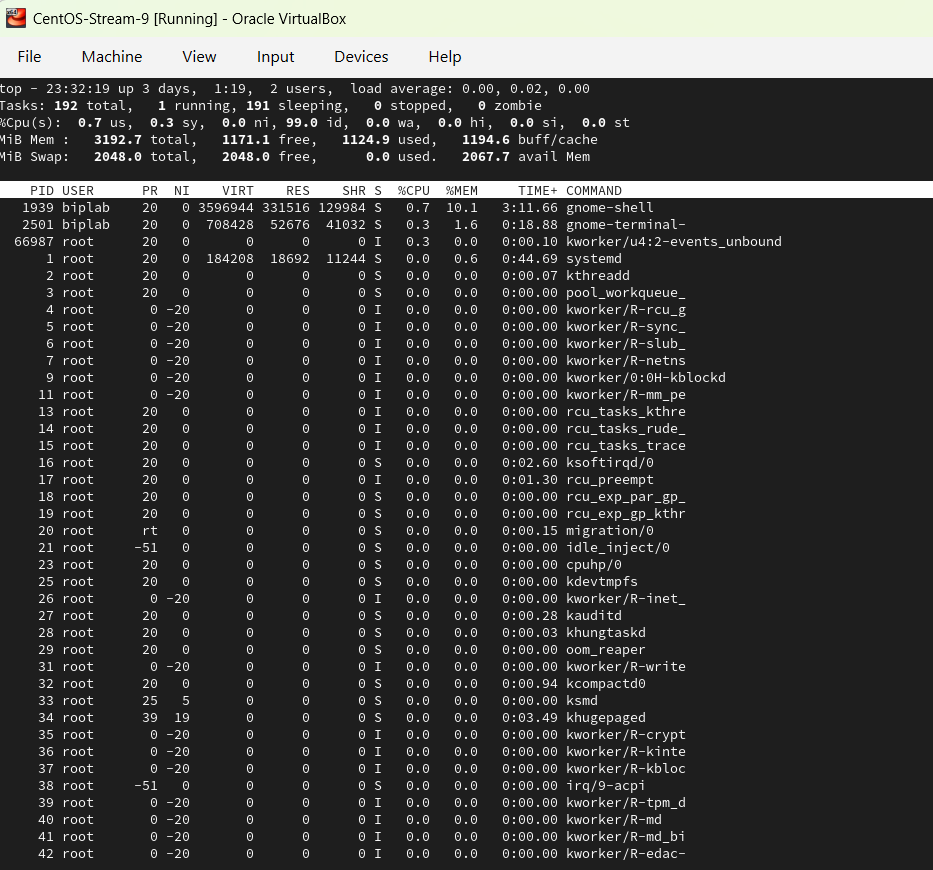 CentOS-Stream-9 [Running] - Oracle VirtualBox
File Machine View Input Devices Help
top - 23:32:19 up 3 days,  1:19,  2 users,  load average: 0.00, 0.02, 0.00
Tasks: 192 total,   1 running, 191 sleeping,   0 stopped,   0 zombie
%Cpu(s):  0.7 us,  0.3 sy,  0.0 ni, 99.0 id,  0.0 wa,  0.0 hi,  0.0 si,  0.0 st
MiB Mem :   3192.7 total,   1171.1 free,   1124.9 used,   1194.6 buff/cache
MiB Swap:   2048.0 total,   2048.0 free,      0.0 used.   2067.7 avail Mem
PID USER PR NI VIRT RES SHR S %CPU %MEM TIME+ COMMAND
1939 biplab 20 0 3596944 331516 129984 S 0.7 10.1 3:11.66 gnome-shell
2501 biplab 20 0 708428 52676 41032 S 0.3 1.6 0:18.88 gnome-terminal-
66987 root 20 0 0 0 0 I 0.3 0.0 0:00.10 kworker/u4:2-events_unbound
1 root 20 0 184208 18692 11244 S 0.0 0.6 0:44.69 systemd
2 root 20 0 0 0 0 S 0.0 0.0 0:00.07 kthreadd
3 root 20 0 0 0 0 S 0.0 0.0 0:00.00 pool_workqueue_
4 root 0 -20 0 0 0 I 0.0 0.0 0:00.00 kworker/R-rcu_g
5 root 0 -20 0 0 0 I 0.0 0.0 0:00.00 kworker/R-sync_
6 root 0 -20 0 0 0 I 0.0 0.0 0:00.00 kworker/R-slub_
7 root 0 -20 0 0 0 I 0.0 0.0 0:00.00 kworker/R-netns
9 root 0 -20 0 0 0 I 0.0 0.0 0:00.00 kworker/0:0H-kblockd
11 root 0 -20 0 0 0 I 0.0 0.0 0:00.00 kworker/R-mm_pe
13 root 20 0 0 0 0 I 0.0 0.0 0:00.00 rcu_tasks_kthre
14 root 20 0 0 0 0 I 0.0 0.0 0:00.00 rcu_tasks_rude_
15 root 20 0 0 0 0 I 0.0 0.0 0:00.00 rcu_tasks_trace
16 root 20 0 0 0 0 S 0.0 0.0 0:02.60 ksoftirqd/0
17 root 20 0 0 0 0 I 0.0 0.0 0:01.30 rcu_preempt
18 root 20 0 0 0 0 S 0.0 0.0 0:00.00 rcu_exp_par_gp_
19 root 20 0 0 0 0 S 0.0 0.0 0:00.00 rcu_exp_gp_kthr
20 root rt 0 0 0 0 S 0.0 0.0 0:00.15 migration/0
21 root -51 0 0 0 0 S 0.0 0.0 0:00.00 idle_inject/0
23 root 20 0 0 0 0 S 0.0 0.0 0:00.00 cpuhp/0
25 root 20 0 0 0 0 S 0.0 0.0 0:00.00 kdevtmpfs
26 root 0 -20 0 0 0 I 0.0 0.0 0:00.00 kworker/R-inet_
27 root 20 0 0 0 0 S 0.0 0.0 0:00.28 kauditd
28 root 20 0 0 0 0 S 0.0 0.0 0:00.03 khungtaskd
29 root 20 0 0 0 0 S 0.0 0.0 0:00.00 oom_reaper
31 root 0 -20 0 0 0 I 0.0 0.0 0:00.00 kworker/R-write
32 root 20 0 0 0 0 S 0.0 0.0 0:00.94 kcompactd0
33 root 25 5 0 0 0 S 0.0 0.0 0:00.00 ksmd
34 root 39 19 0 0 0 S 0.0 0.0 0:03.49 khugepaged
35 root 0 -20 0 0 0 I 0.0 0.0 0:00.00 kworker/R-crypt
36 root 0 -20 0 0 0 I 0.0 0.0 0:00.00 kworker/R-kinte
37 root 0 -20 0 0 0 I 0.0 0.0 0:00.00 kworker/R-kbloc
38 root -51 0 0 0 0 S 0.0 0.0 0:00.00 irq/9-acpi
39 root 0 -20 0 0 0 I 0.0 0.0 0:00.00 kworker/R-tpm_d
40 root 0 -20 0 0 0 I 0.0 0.0 0:00.00 kworker/R-md
41 root 0 -20 0 0 0 I 0.0 0.0 0:00.00 kworker/R-md_bi
42 root 0 -20 0 0 0 I 0.0 0.0 0:00.00 kworker/R-edac-